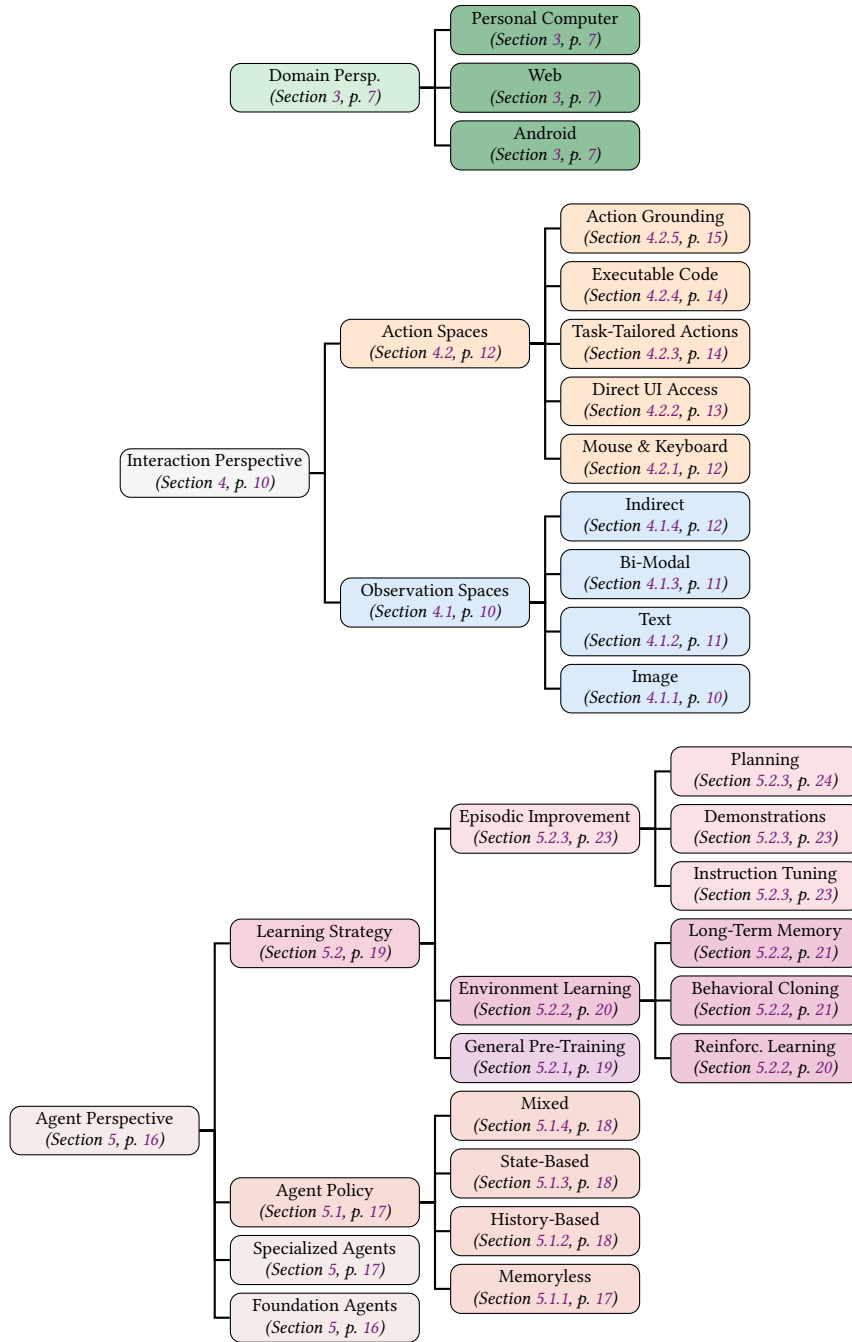 Personal Computer
(Section 3, p. 7)
Domain Persp.
(Section 3, p. 7)
Web
(Section 3, p. 7)
Android
(Section 3, p. 7)
Action Grounding
(Section 4.2.5, p. 15)
Executable Code
(Section 4.2.4, p. 14)
Action Spaces
(Section 4.2, p. 12)
Task-Tailored Actions
(Section 4.2.3, p. 14)
Direct UI Access
(Section 4.2.2, p. 13)
Mouse & Keyboard
(Section 4.2.1, p. 12)
Interaction Perspective
(Section 4, p. 10)
Indirect
(Section 4.1.4, p. 12)
Bi-Modal
(Section 4.1.3, p. 11)
Observation Spaces
(Section 4.1, p. 10)
Text
(Section 4.1.2, p. 11)
Image
(Section 4.1.1, p. 10)
Planning
(Section 5.2.3, p. 24)
Episodic Improvement
(Section 5.2.3, p. 23)
Demonstrations
(Section 5.2.3, p. 23)
Instruction Tuning
(Section 5.2.3, p. 23)
Learning Strategy
(Section 5.2, p. 19)
Long-Term Memory
(Section 5.2.2, p. 21)
Environment Learning
(Section 5.2.2, p. 20)
Behavioral Cloning
(Section 5.2.2, p. 21)
General Pre-Training
(Section 5.2.1, p. 19)
Reinforc. Learning
(Section 5.2.2, p. 20)
Agent Perspective
(Section 5, p. 16)
Mixed
(Section 5.1.4, p. 18)
State-Based
(Section 5.1.3, p. 18)
Agent Policy
(Section 5.1, p. 17)
History-Based
(Section 5.1.2, p. 18)
Specialized Agents
(Section 5, p. 17)
Memoryless
(Section 5.1.1, p. 17)
Foundation Agents
(Section 5, p. 16)